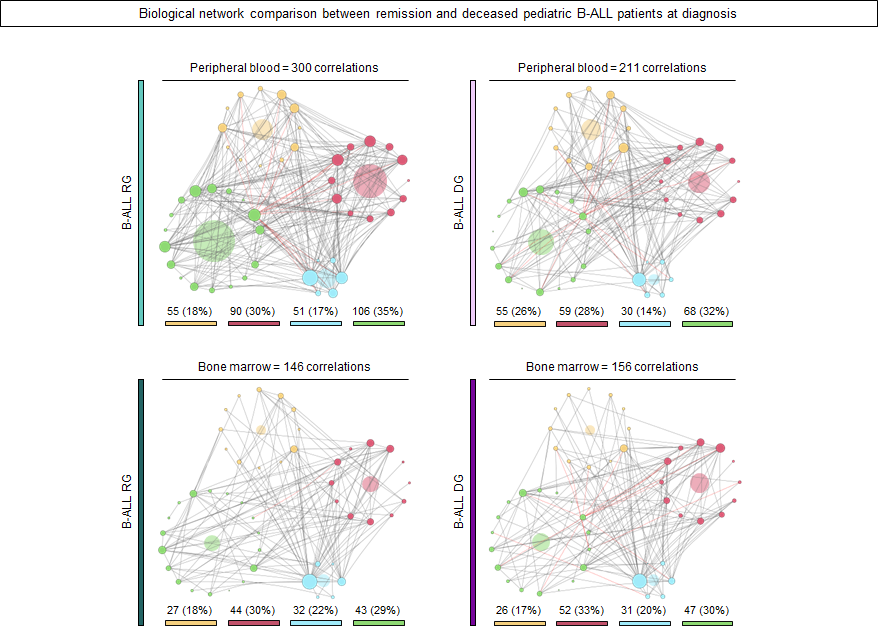 Biological network comparison between remission and deceased pediatric B-ALL patients at diagnosis
Peripheral blood = 300 correlations
B-ALL RG
55 (18%) 90 (30%) 51 (17%) 106 (35%)
Peripheral blood = 211 correlations
B-ALL DG
55 (26%) 59 (28%) 30 (14%) 68 (32%)
Bone marrow = 146 correlations
B-ALL RG
27 (18%) 44 (30%) 32 (22%) 43 (29%)
Bone marrow = 156 correlations
B-ALL DG
26 (17%) 52 (33%) 31 (20%) 47 (30%)